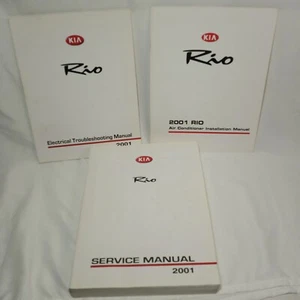 KIA
Rio
Electrical Troubleshooting Manual
2001
KIA
Rio
2001 RIO
Air Conditioner Installation Manual
KIA
Rio
SERVICE MANUAL
2001